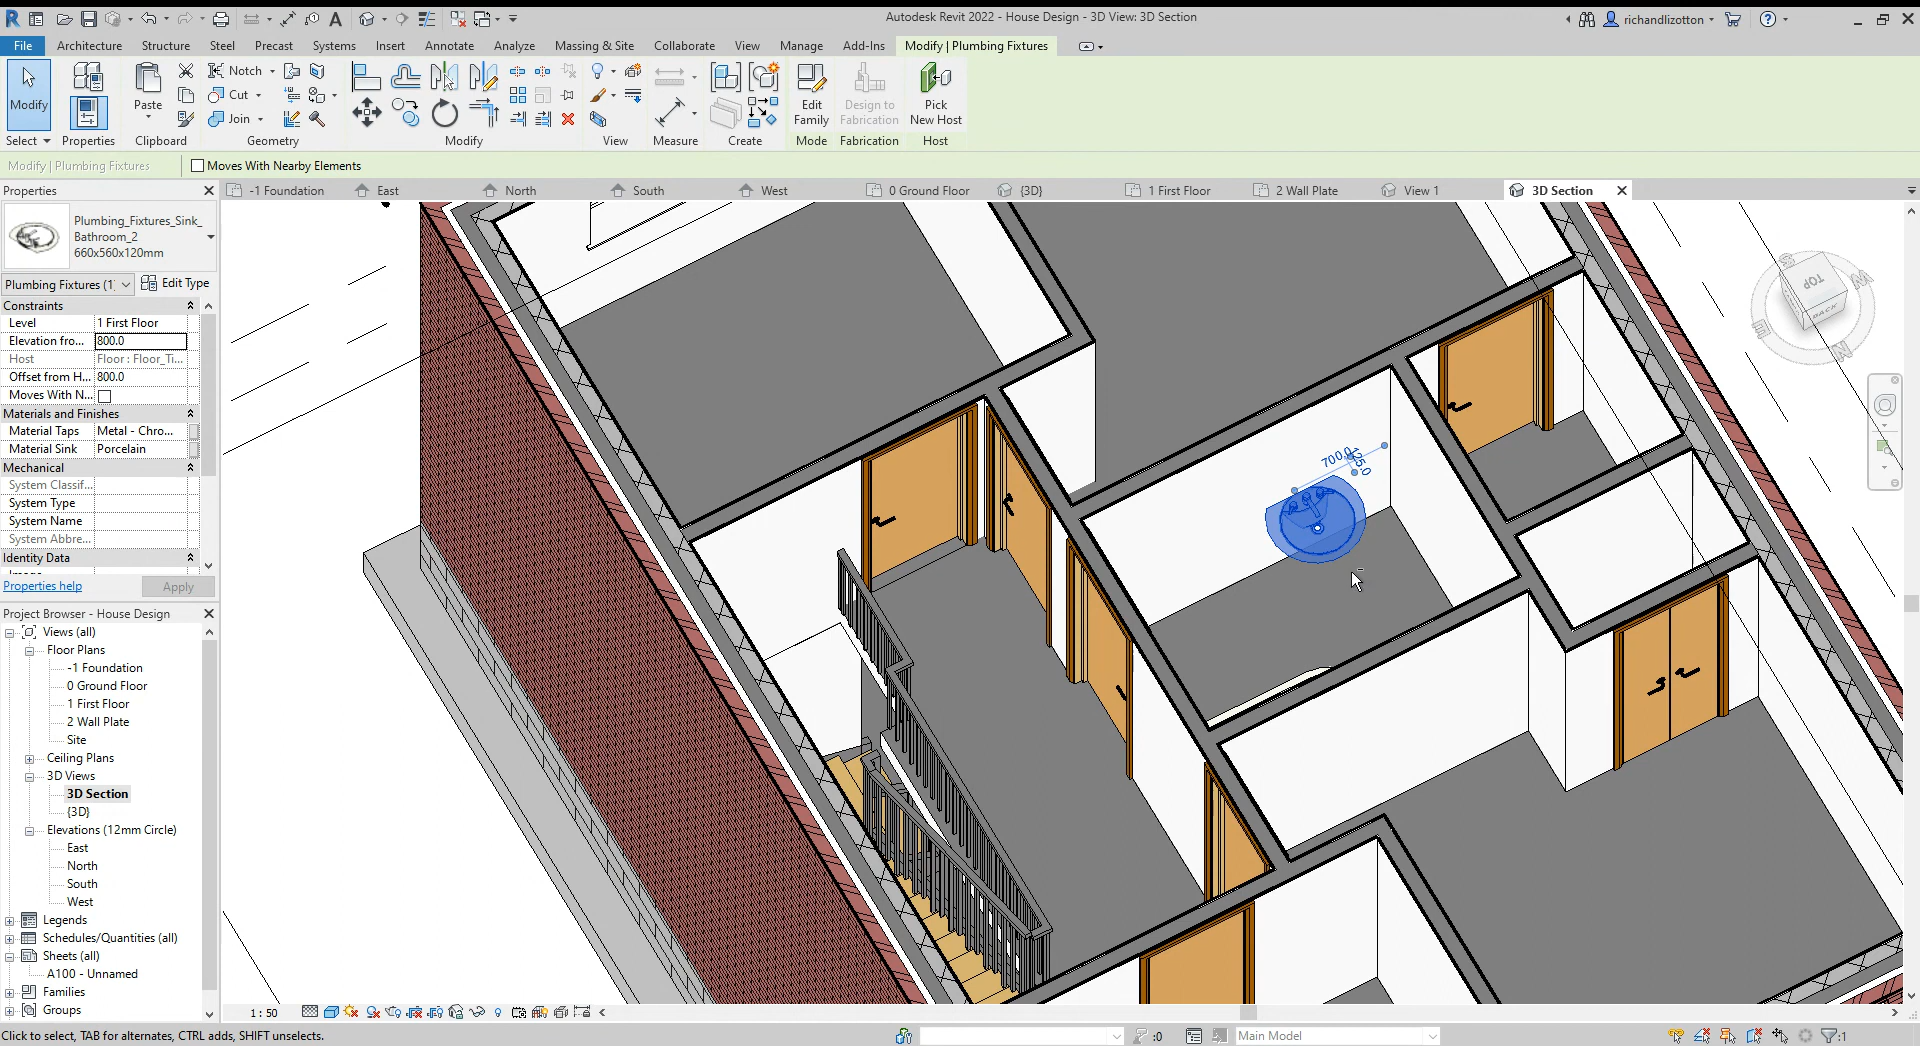 Autodesk Revit 2022 - House Design - 3D View: 3D Section
richandlizotton
File
Architecture
Structure
Steel
Precast
Systems
Insert
Annotate
Analyze
Massing & Site
Collaborate
View
Manage
Add-Ins
Modify | Plumbing Fixtures
Modify
Paste
Notch
Cut
Join
Edit
Family
Design to
Fabrication
Pick
New Host
Select
Properties
Clipboard
Geometry
Modify
View
Measure
Create
Mode
Fabrication
Host
Modify | Plumbing Fixtures
Moves With Nearby Elements
Properties
-1 Foundation
East
North
South
West
0 Ground Floor
{3D}
1 First Floor
2 Wall Plate
View 1
3D Section
Plumbing_Fixtures_Sink_
Bathroom_2
660x560x120mm
Plumbing Fixtures (1)
Edit Type
Constraints
Level 1 First Floor
Elevation fro... 800.0
Host Floor : Floor_Ti...
Offset from H... 800.0
Moves With N...
Materials and Finishes
Material Taps Metal - Chro...
Material Sink Porcelain
Mechanical
System Classif...
System Type
System Name
System Abbre...
Identity Data
Properties help
Apply
Project Browser - House Design
Views (all)
Floor Plans
-1 Foundation
0 Ground Floor
1 First Floor
2 Wall Plate
Site
Ceiling Plans
3D Views
3D Section
{3D}
Elevations (12mm Circle)
East
North
South
West
Legends
Schedules/Quantities (all)
Sheets (all)
A100 - Unnamed
Families
Groups
700.0
125.0
TOP
BACK
S
W
E
N
1 : 50
Click to select, TAB for alternates, CTRL adds, SHIFT unselects.
:0
Main Model
:1